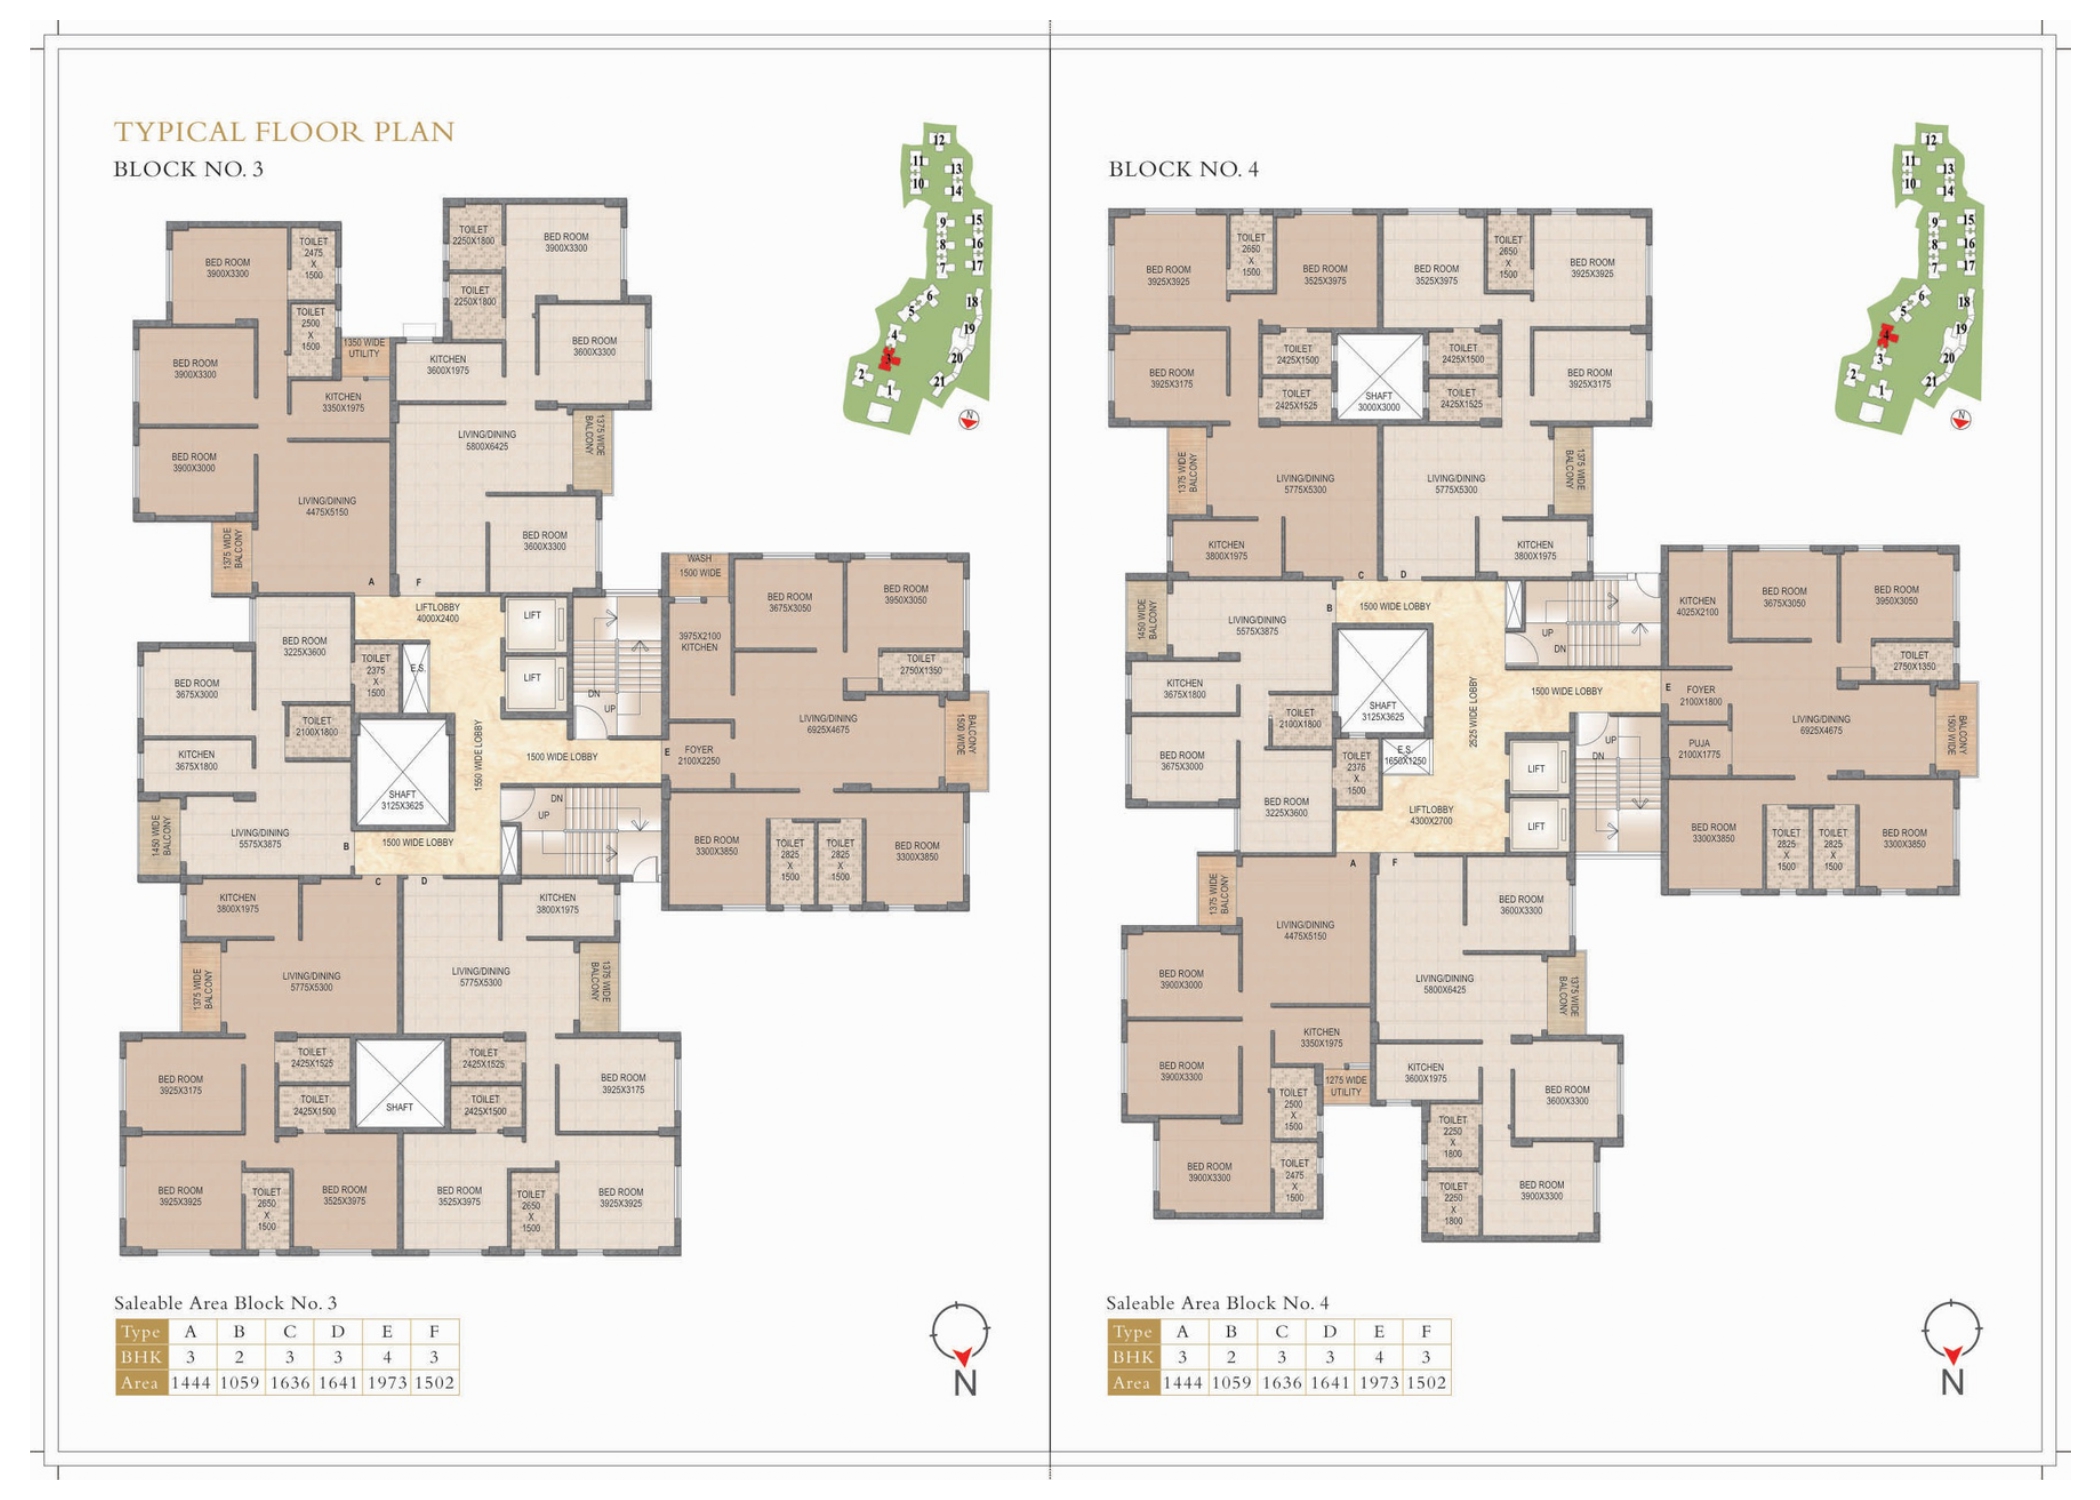 TYPICAL FLOOR PLAN
BLOCK NO. 3
12
11
13
10
14
9
15
8
16
7
17
6
18
5
4
19
3
20
2
21
1
N
TOILET
2250X1800
BED ROOM
3900X3300
BED ROOM
3900X3300
TOILET
2475
X
1500
TOILET
2250X1800
TOILET
2500
X
1500
1350 WIDE
UTILITY
BED ROOM
3600X3300
BED ROOM
3900X3300
KITCHEN
3600X1975
KITCHEN
3350X1975
LIVING/DINING
5800X6425
1375 WIDE
BALCONY
BED ROOM
3900X3000
LIVING/DINING
4475X5150
1375 WIDE
BALCONY
BED ROOM
3600X3300
A
F
WASH
1500 WIDE
BED ROOM
3675X3050
BED ROOM
3950X3050
LIFTLOBBY
4000X2400
LIFT
BED ROOM
3225X3600
3975X2100
KITCHEN
TOILET
2375
X
1500
E.S.
LIFT
TOILET
2750X1350
BED ROOM
3675X3000
DN
UP
TOILET
2100X1800
LIVING/DINING
6925X4675
BALCONY
1500 WIDE
KITCHEN
3675X1800
1550 WIDE LOBBY
1500 WIDE LOBBY
E
FOYER
2100X2250
SHAFT
3125X3625
DN
UP
1450 WIDE
BALCONY
LIVING/DINING
5575X3875
B
1500 WIDE LOBBY
BED ROOM
3300X3850
TOILET
2825
X
1500
TOILET
2825
X
1500
BED ROOM
3300X3850
C
D
KITCHEN
3800X1975
KITCHEN
3800X1975
1375 WIDE
BALCONY
LIVING/DINING
5775X5300
LIVING/DINING
5775X5300
1375 WIDE
BALCONY
TOILET
2425X1525
TOILET
2425X1525
BED ROOM
3925X3175
BED ROOM
3925X3175
TOILET
2425X1500
SHAFT
TOILET
2425X1500
BED ROOM
3925X3925
TOILET
2650
X
1500
BED ROOM
3525X3975
BED ROOM
3525X3975
TOILET
2650
X
1500
BED ROOM
3925X3925
Saleable Area Block No. 3
Type A B C D E F
BHK 3 2 3 3 4 3
Area 1444 1059 1636 1641 1973 1502
N
BLOCK NO. 4
12
11
13
10
14
9
15
8
16
7
17
6
18
5
4
19
3
20
2
21
1
N
BED ROOM
3925X3925
TOILET
2650
X
1500
BED ROOM
3525X3975
BED ROOM
3525X3975
TOILET
2650
X
1500
BED ROOM
3925X3925
BED ROOM
3925X3175
TOILET
2425X1500
TOILET
2425X1500
BED ROOM
3925X3175
TOILET
2425X1525
SHAFT
3000X3000
TOILET
2425X1525
1375 WIDE
BALCONY
LIVING/DINING
5775X5300
LIVING/DINING
5775X5300
1375 WIDE
BALCONY
KITCHEN
3800X1975
KITCHEN
3800X1975
C
D
1450 WIDE
BALCONY
LIVING/DINING
5575X3875
B
1500 WIDE LOBBY
UP
DN
KITCHEN
4025X2100
BED ROOM
3675X3050
BED ROOM
3950X3050
TOILET
2750X1350
KITCHEN
3675X1800
SHAFT
3125X3625
2525 WIDE LOBBY
1500 WIDE LOBBY
E
FOYER
2100X1800
TOILET
2100X1800
LIVING/DINING
6925X4675
BALCONY
1500 WIDE
PUJA
2100X1775
BED ROOM
3675X3000
TOILET
2375
X
1500
E.S.
1650X1250
UP
DN
LIFT
BED ROOM
3225X3600
LIFTLOBBY
4300X2700
LIFT
BED ROOM
3300X3850
TOILET
2825
X
1500
TOILET
2825
X
1500
BED ROOM
3300X3850
A
F
1375 WIDE
BALCONY
BED ROOM
3600X3300
LIVING/DINING
4475X5150
BED ROOM
3900X3000
LIVING/DINING
5800X6425
1375 WIDE
BALCONY
KITCHEN
3350X1975
BED ROOM
3900X3300
1275 WIDE
UTILITY
KITCHEN
3600X1975
BED ROOM
3600X3300
TOILET
2500
X
1500
TOILET
2250
X
1800
BED ROOM
3900X3300
TOILET
2475
X
1500
TOILET
2250
X
1800
BED ROOM
3900X3300
Saleable Area Block No. 4
Type A B C D E F
BHK 3 2 3 3 4 3
Area 1444 1059 1636 1641 1973 1502
N